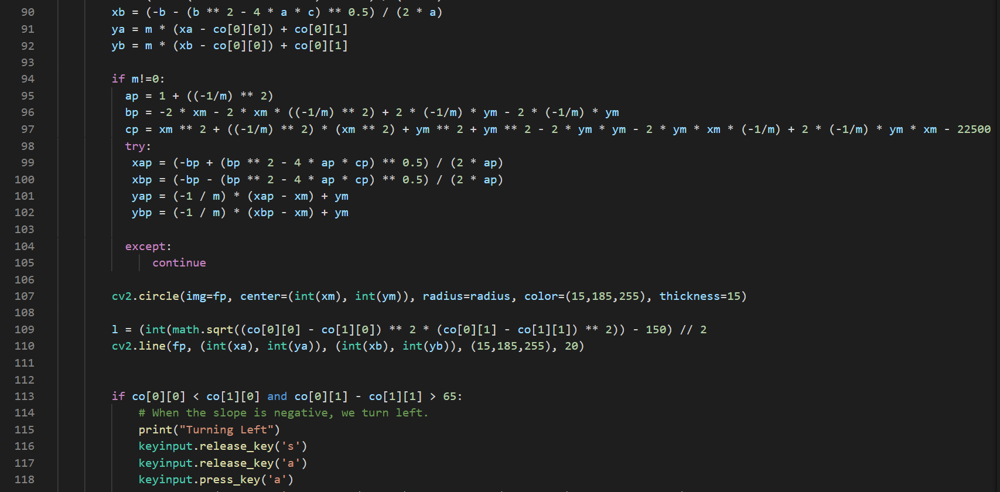 90 xb = (-b - (b ** 2 - 4 * a * c) ** 0.5) / (2 * a)
91 ya = m * (xa - co[0][0]) + co[0][1]
92 yb = m * (xb - co[0][0]) + co[0][1]
93
94 if m!=0:
95 ap = 1 + ((-1/m) ** 2)
96 bp = -2 * xm - 2 * xm * ((-1/m) ** 2) + 2 * (-1/m) * ym - 2 * (-1/m) * ym
97 cp = xm ** 2 + ((-1/m) ** 2) * (xm ** 2) + ym ** 2 + ym ** 2 - 2 * ym * ym - 2 * ym * xm * (-1/m) + 2 * (-1/m) * ym * xm - 22500
98 try:
99 xap = (-bp + (bp ** 2 - 4 * ap * cp) ** 0.5) / (2 * ap)
100 xbp = (-bp - (bp ** 2 - 4 * ap * cp) ** 0.5) / (2 * ap)
101 yap = (-1 / m) * (xap - xm) + ym
102 ybp = (-1 / m) * (xbp - xm) + ym
103
104 except:
105 continue
106
107 cv2.circle(img=fp, center=(int(xm), int(ym)), radius=radius, color=(15,185,255), thickness=15)
108
109 l = (int(math.sqrt((co[0][0] - co[1][0]) ** 2 * (co[0][1] - co[1][1]) ** 2)) - 150) // 2
110 cv2.line(fp, (int(xa), int(ya)), (int(xb), int(yb)), (15,185,255), 20)
111
112
113 if co[0][0] < co[1][0] and co[0][1] - co[1][1] > 65:
114 # When the slope is negative, we turn left.
115 print("Turning Left")
116 keyinput.release_key('s')
117 keyinput.release_key('a')
118 keyinput.press_key('a')